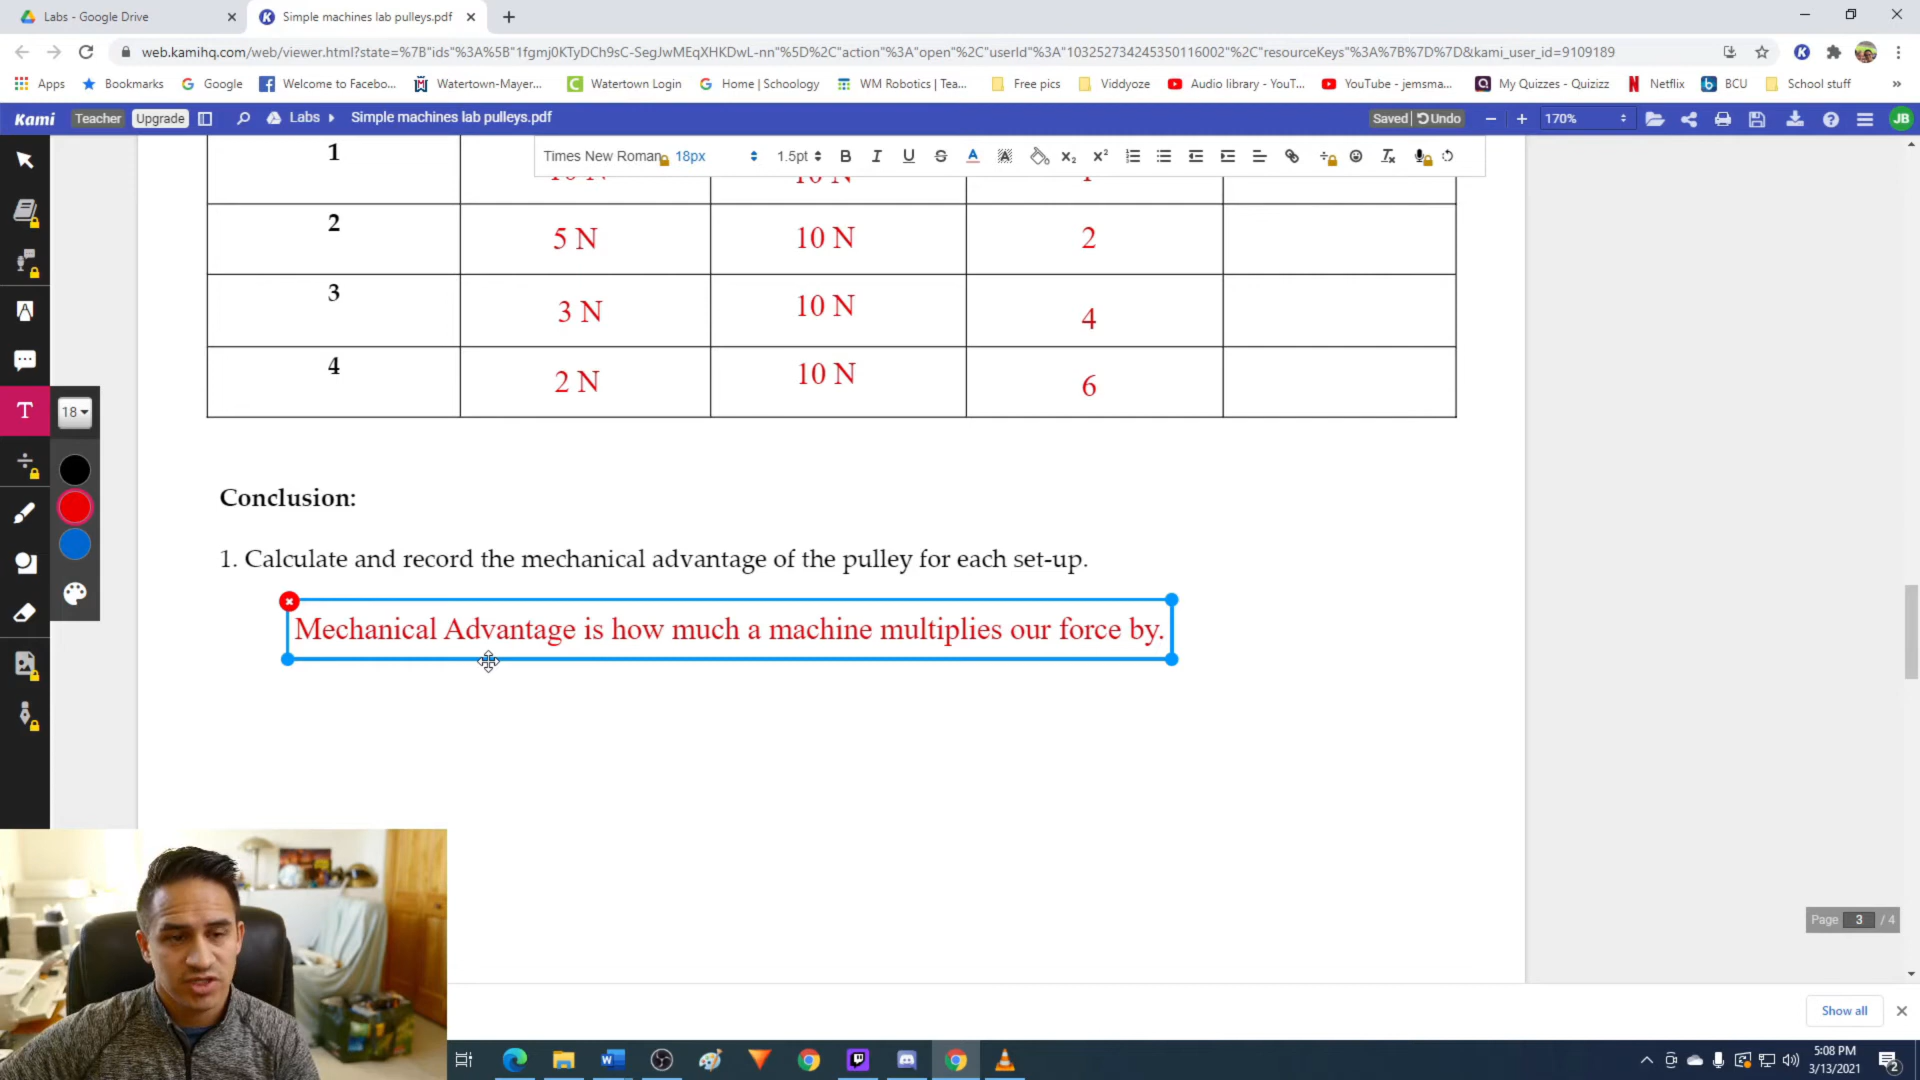 Labs - Google Drive
Simple machines lab pulleys.pdf
web.kamihq.com/web/viewer.html?state=%7B"ids"%3A%5B"1fgmj0KTyDCh9sC-SegJwMEqXHKDwL-nn"%5D%2C"action"%3A"open"%2C"userId"%3A"103252734245350116002"%2C"resourceKeys"%3A%7B%7D%7D&kami_user_id=9109189
Apps Bookmarks Google Welcome to Facebo... Watertown-Mayer... Watertown Login Home | Schoology WM Robotics | Tea... Free pics Viddyoze Audio library - YouT... YouTube - jemsma... My Quizzes - Quizizz Netflix BCU School stuff »
Kami Teacher Upgrade Labs Simple machines lab pulleys.pdf Saved Undo 170% JB
Times New Roman 18px 1.5pt
1 1
2 5 N 10 N 2
3 3 N 10 N 4
4 2 N 10 N 6
18
Conclusion:
1. Calculate and record the mechanical advantage of the pulley for each set-up.
Mechanical Advantage is how much a machine multiplies our force by.
Page 3 / 4
Show all
5:08 PM
3/13/2021
2